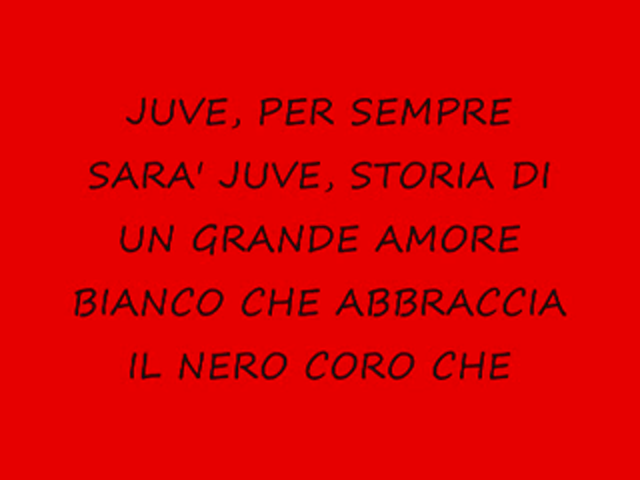 JUVE, PER SEMPRE
SARA' JUVE, STORIA DI
UN GRANDE AMORE
BIANCO CHE ABBRACCIA
IL NERO CORO CHE